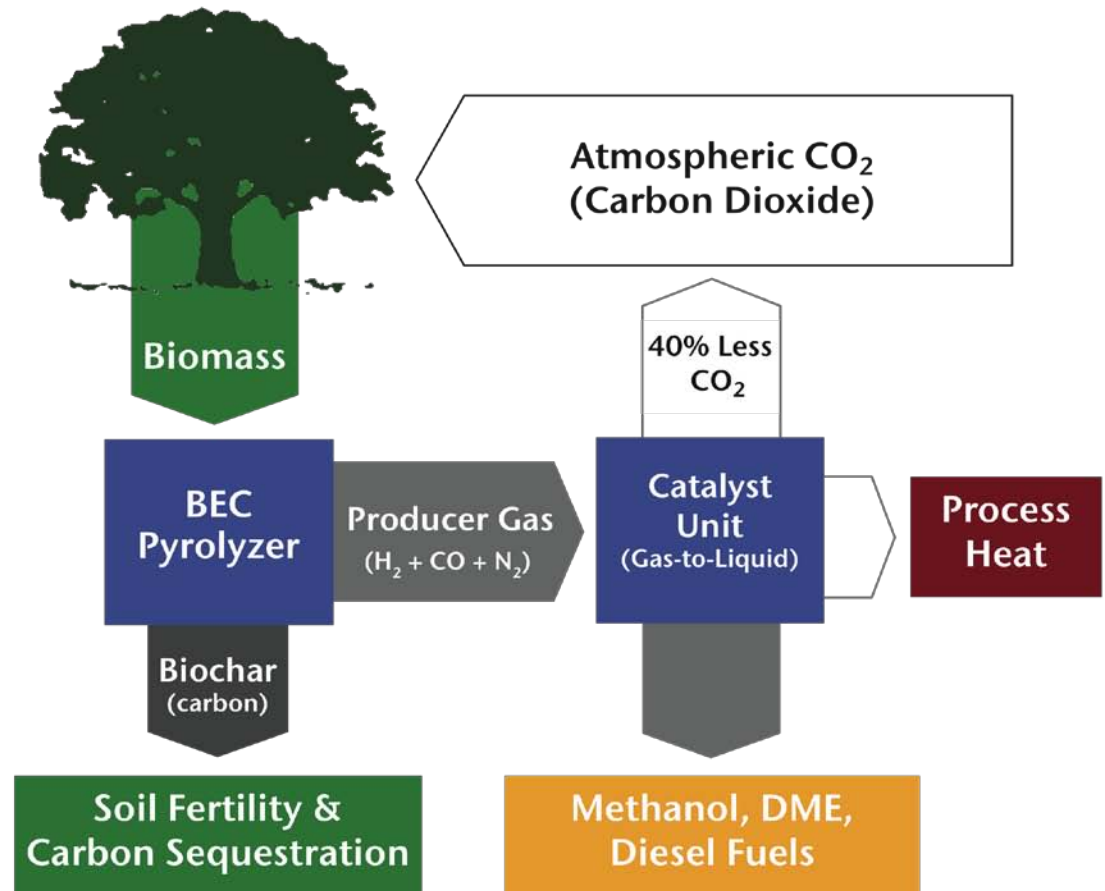 Atmospheric CO₂
(Carbon Dioxide)
Biomass
40% Less
CO₂
BEC
Pyrolyzer
Producer Gas
(H₂ + CO + N₂)
Catalyst
Unit
(Gas-to-Liquid)
Process
Heat
Biochar
(carbon)
Soil Fertility &
Carbon Sequestration
Methanol, DME,
Diesel Fuels